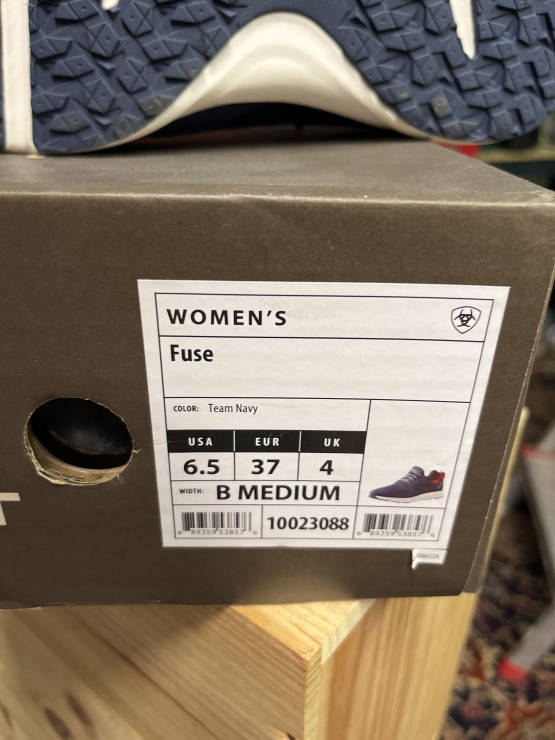 WOMEN'S
Fuse
COLOR: Team Navy
USA EUR UK
6.5 37 4
WIDTH: B MEDIUM
10023088
T